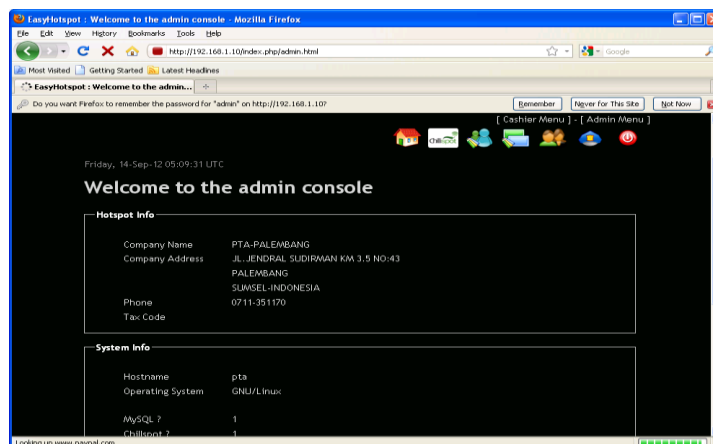 EasyHotspot : Welcome to the admin console - Mozilla Firefox
File Edit View History Bookmarks Tools Help
http://192.168.1.10/index.php/admin.html
Google
Most Visited Getting Started Latest Headlines
EasyHotspot : Welcome to the admin...
Do you want Firefox to remember the password for "admin" on http://192.168.1.10?
Remember Never for This Site Not Now
[ Cashier Menu ] - [ Admin Menu ]
chillispot
Friday, 14-Sep-12 05:09:31 UTC
Welcome to the admin console
Hotspot Info
Company Name PTA-PALEMBANG
Company Address JL.JENDRAL SUDIRMAN KM 3.5 NO:43
PALEMBANG
SUMSEL-INDONESIA
Phone 0711-351170
Tax Code
System Info
Hostname pta
Operating System GNU/Linux
MySQL ? 1
Chillispot ? 1
Looking up www.paypal.com